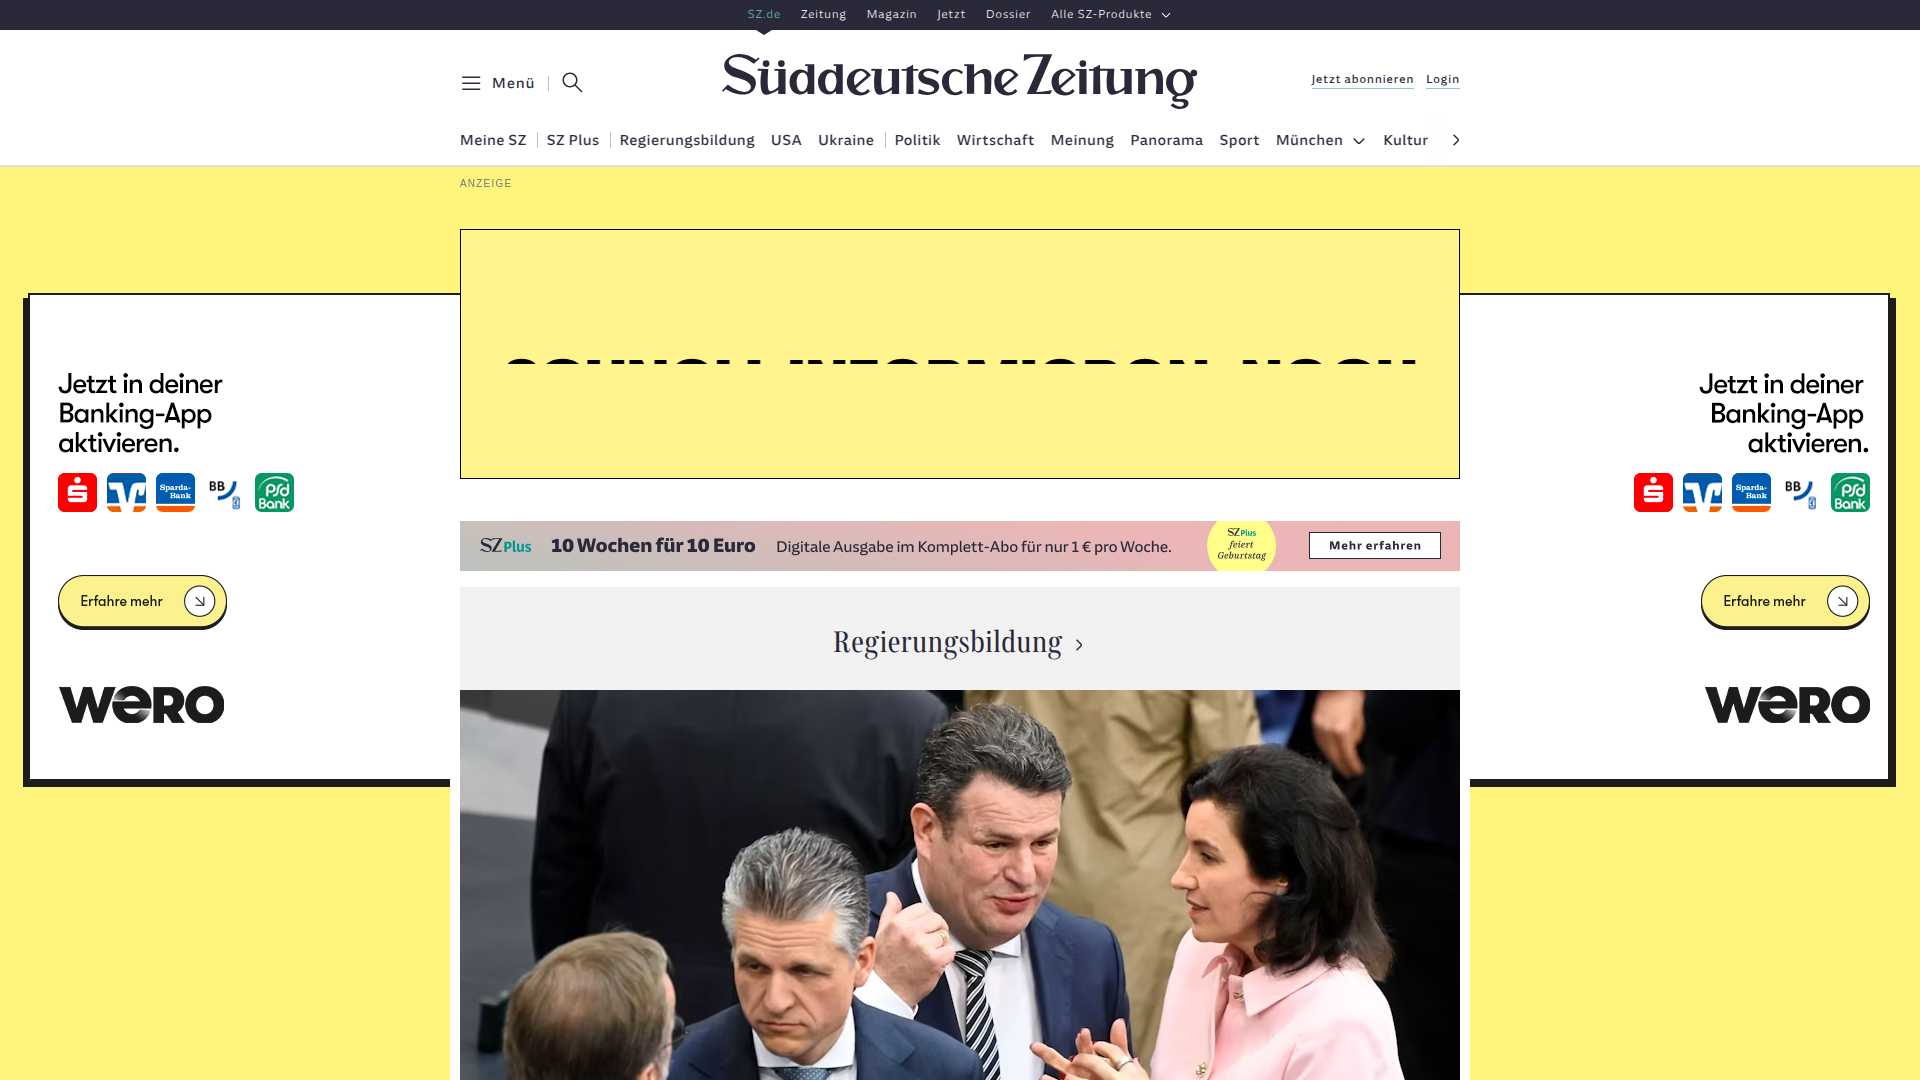 SZ.de Zeitung Magazin Jetzt Dossier Alle SZ-Produkte
Menü
Süddeutsche Zeitung
Jetzt abonnieren Login
Meine SZ SZ Plus Regierungsbildung USA Ukraine Politik Wirtschaft Meinung Panorama Sport München Kultur
ANZEIGE
Jetzt in deiner
Banking-App
aktivieren.
S
Sparda-
Bank
BB
psd
Bank
Erfahre mehr
wero
SZ Plus 10 Wochen für 10 Euro Digitale Ausgabe im Komplett-Abo für nur 1 € pro Woche.
SZ Plus
feiert
Geburtstag
Mehr erfahren
Regierungsbildung
Jetzt in deiner
Banking-App
aktivieren.
S
Sparda-
Bank
BB
psd
Bank
Erfahre mehr
wero